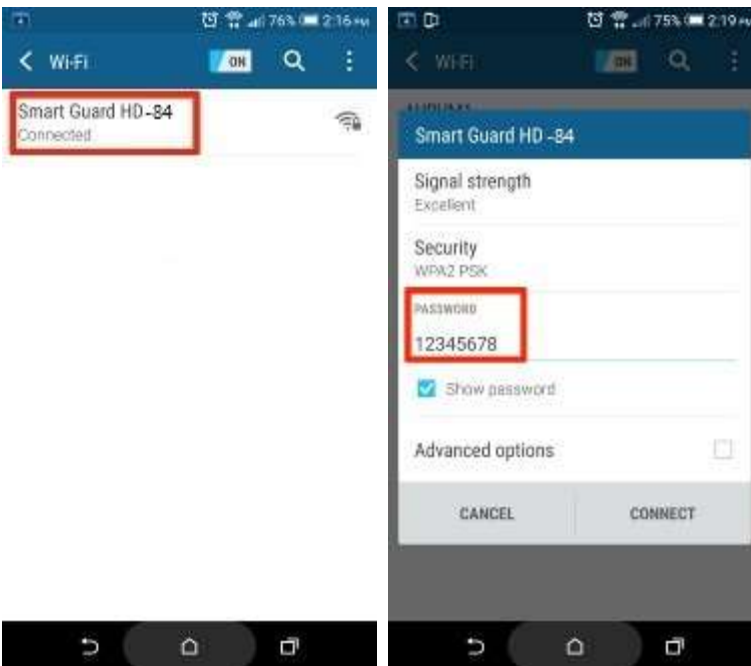 76% 2:16 PM
Wi-Fi ON
Smart Guard HD-84
Connected
75% 2:19
Wi-Fi ON
Smart Guard HD -84
Signal strength
Excellent
Security
WPA2 PSK
PASSWORD
12345678
Show password
Advanced options
CANCEL CONNECT